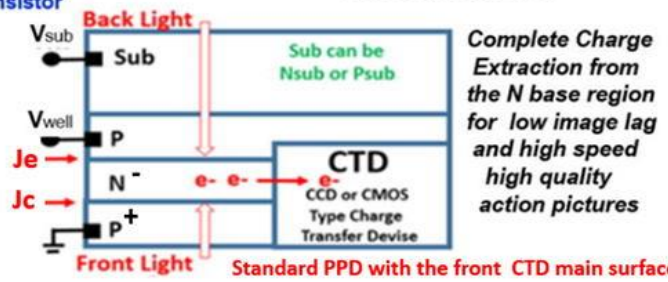 nsistor
Back Light
Vsub
Sub
Sub can be
Nsub or Psub
Vwell
P
Je
N -
e- e- e-
Jc
P+
CTD
CCD or CMOS
Type Charge
Transfer Devise
Front Light
Complete Charge
Extraction from
the N base region
for low image lag
and high speed
high quality
action pictures
Standard PPD with the front CTD main surface